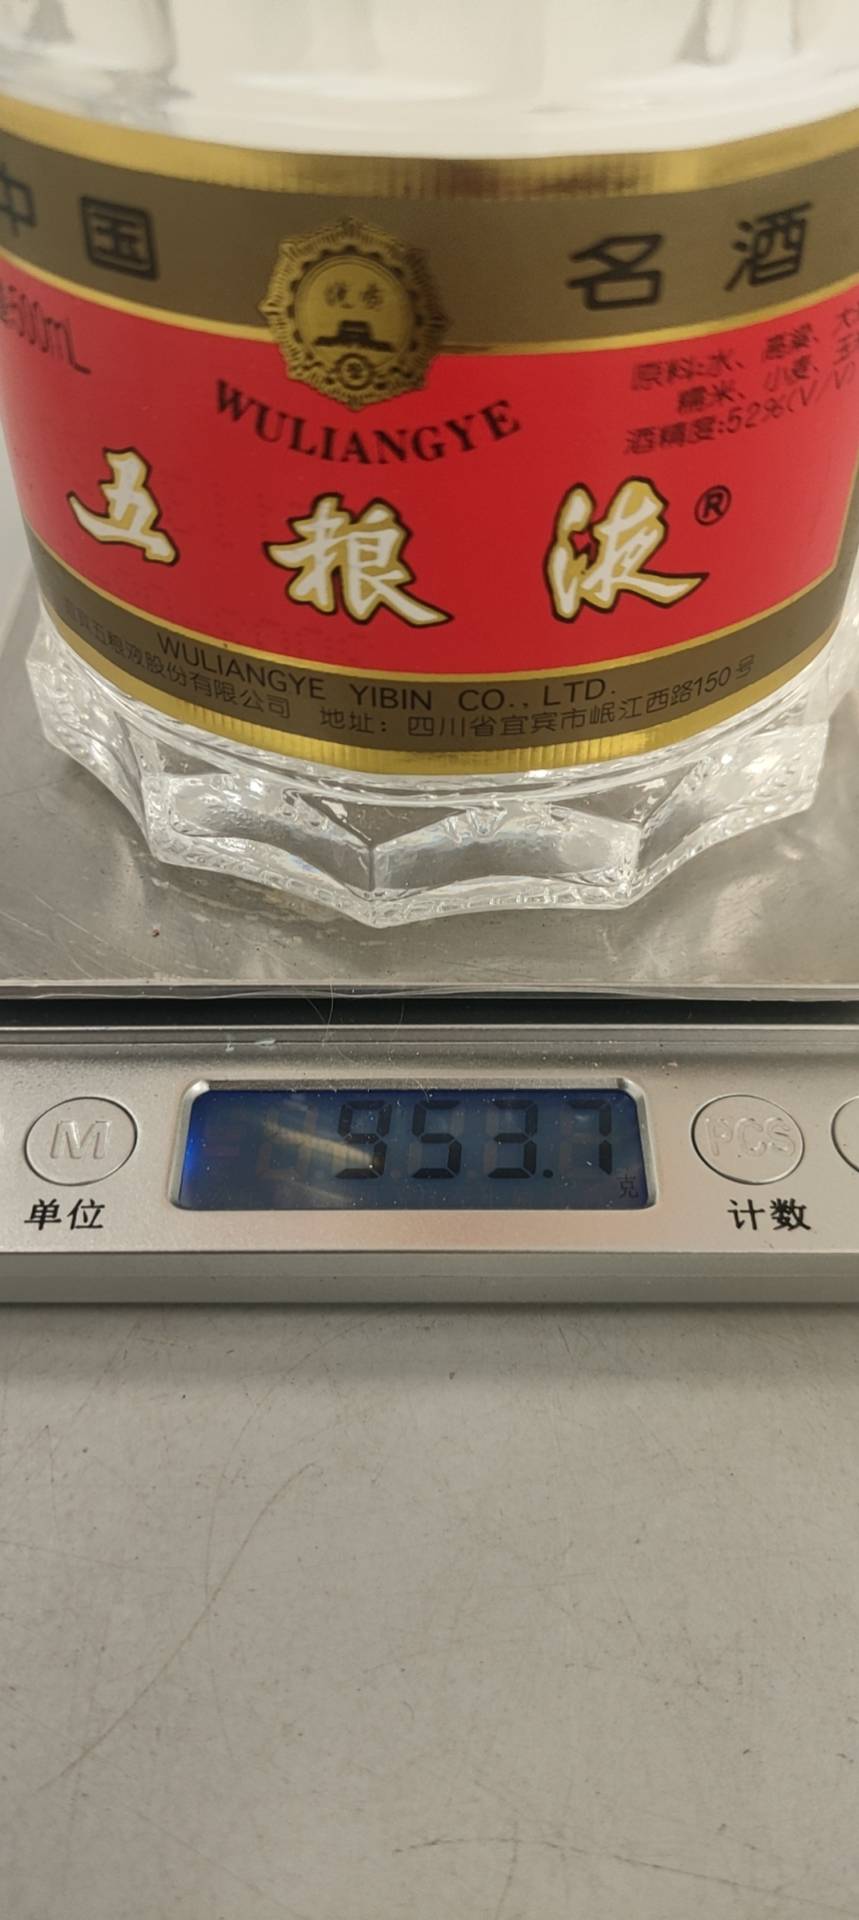 中国 名酒
500mL
原料:水、高粱、大
糯米、小麦、玉
酒精度:52%(V/V)
WULIANGYE
五粮液®
WULIANGYE YIBIN CO., LTD.
宜宾五粮液股份有限公司 地址：四川省宜宾市岷江西路150号
M
953.7
克
PCS
单位
计数